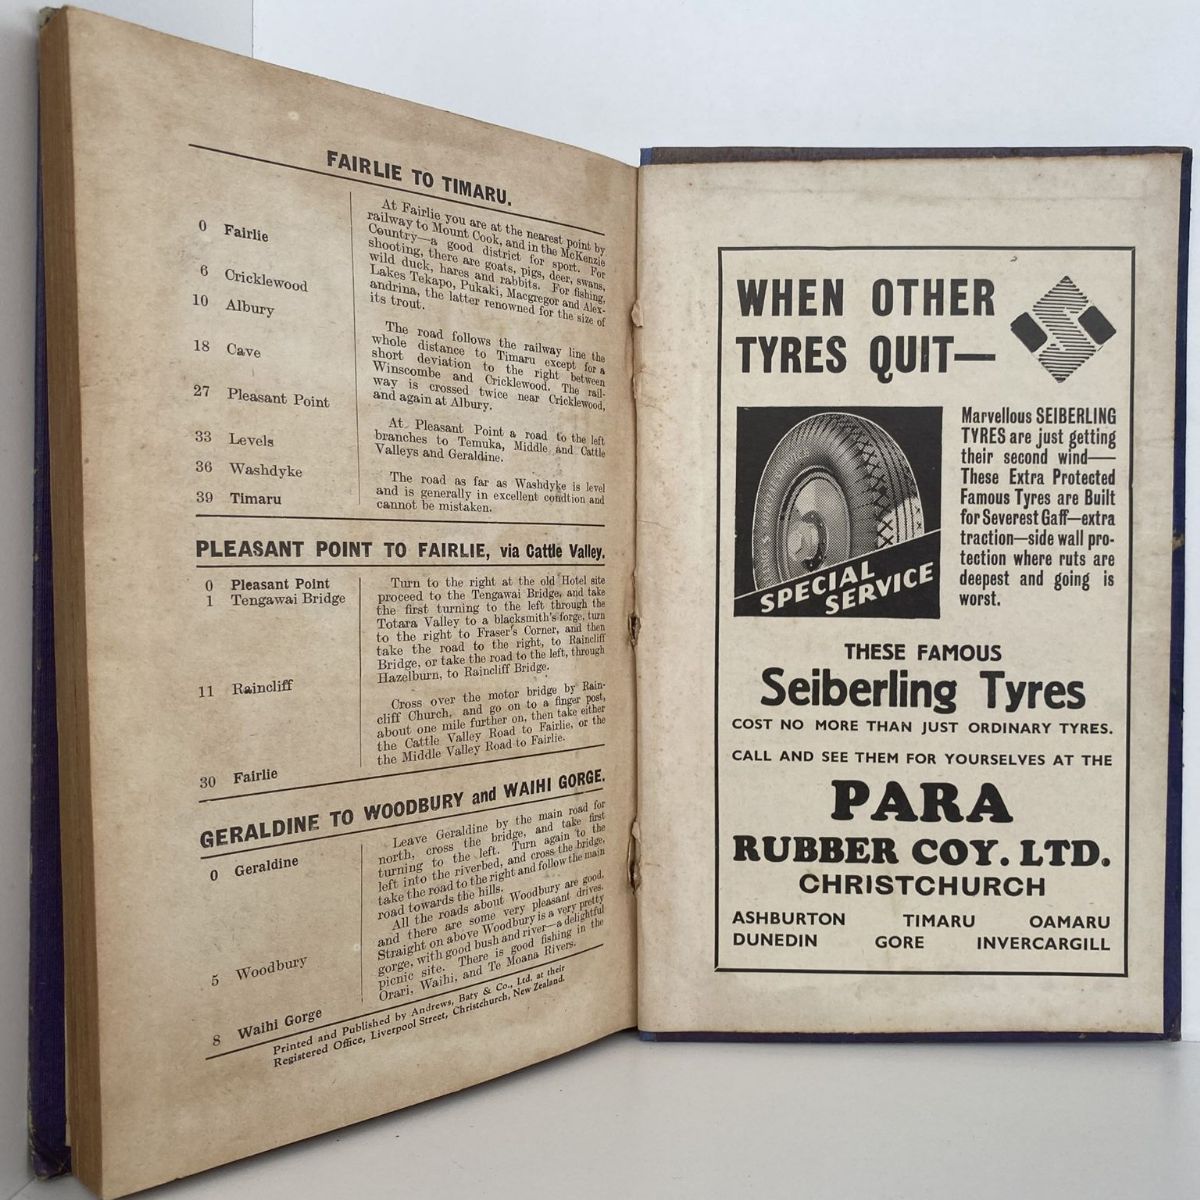 FAIRLIE TO TIMARU.
0 Fairlie
6 Cricklewood
10 Albury
18 Cave
27 Pleasant Point
33 Levels
36 Washdyke
39 Timaru
At Fairlie you are at the nearest point by
railway to Mount Cook, and in the McKenzie
Country—a good district for sport. For
shooting, there are goats, pigs, deer, swans,
wild duck, hares and rabbits. For fishing,
Lakes Tekapo, Pukaki, Macgregor and Alex-
andrina, the latter renowned for the size of
its trout.
The road follows the railway line the
whole distance to Timaru except for a
short deviation to the right between
Winscombe and Cricklewood. The rail-
way is crossed twice near Cricklewood,
and again at Albury.
At Pleasant Point a road to the left
branches to Temuka, Middle and Cattle
Valleys and Geraldine.
The road as far as Washdyke is level
and is generally in excellent condtion and
cannot be mistaken.
PLEASANT POINT TO FAIRLIE, via Cattle Valley.
0 Pleasant Point
1 Tengawai Bridge
11 Raincliff
30 Fairlie
Turn to the right at the old Hotel site
proceed to the Tengawai Bridge, and take
the first turning to the left through the
Totara Valley to a blacksmith's forge, turn
to the right to Fraser's Corner, and then
take the road to the right, to Raincliff
Bridge, or take the road to the left, through
Hazelburn, to Raincliff Bridge.
Cross over the motor bridge by Rain-
cliff Church, and go on to a finger post,
about one mile further on, then take either
the Cattle Valley Road to Fairlie, or the
the Middle Valley Road to Fairlie.
GERALDINE TO WOODBURY and WAIHI GORGE.
0 Geraldine
5 Woodbury
8 Waihi Gorge
Leave Geraldine by the main road for
north, cross the bridge, and take first
turning to the left. Turn again to the
left into the riverbed, and cross the bridge,
take the road to the right and follow the main
road towards the hills.
All the roads about Woodbury are good,
and there are some very pleasant drives.
Straight on above Woodbury is a very pretty
gorge, with good bush and river—a delightful
picnic site. There is good fishing in the
Orari, Waihi, and Te Moana Rivers.
Printed and Published by Andrews, Baty & Co., Ltd. at their
Registered Office, Liverpool Street, Christchurch, New Zealand.
WHEN OTHER
TYRES QUIT—
S
Marvellous SEIBERLING
TYRES are just getting
their second wind—
These Extra Protected
Famous Tyres are Built
for Severest Gaff—extra
traction—side wall pro-
tection where ruts are
deepest and going is
worst.
SPECIAL
SERVICE
THESE FAMOUS
Seiberling Tyres
COST NO MORE THAN JUST ORDINARY TYRES.
CALL AND SEE THEM FOR YOURSELVES AT THE
PARA
RUBBER COY. LTD.
CHRISTCHURCH
ASHBURTON TIMARU OAMARU
DUNEDIN GORE INVERCARGILL